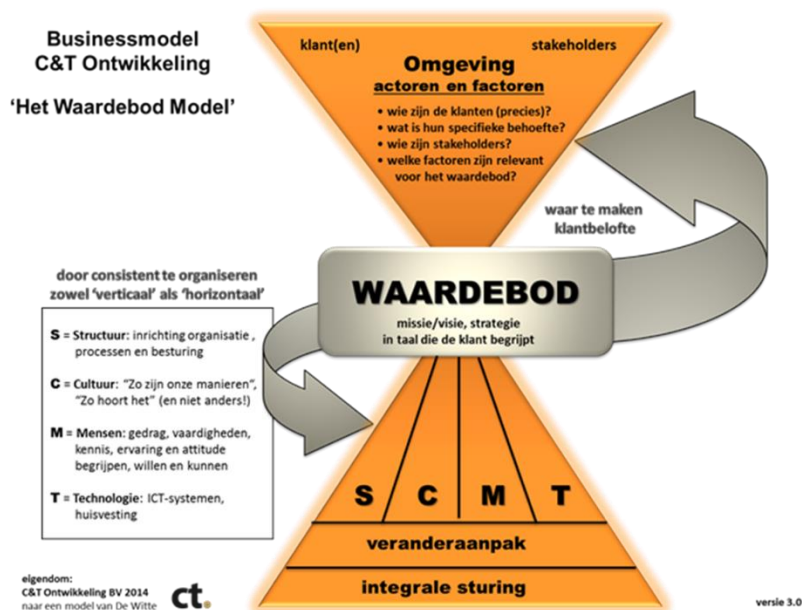 Businessmodel
C&T Ontwikkeling
'Het Waardebod Model'
klant(en)
stakeholders
Omgeving
actoren en factoren
• wie zijn de klanten (precies)?
• wat is hun specifieke behoefte?
• wie zijn stakeholders?
• welke factoren zijn relevant
voor het waardebod?
waar te maken
klantbelofte
WAARDEBOD
missie/visie, strategie
in taal die de klant begrijpt
door consistent te organiseren
zowel 'verticaal' als 'horizontaal'
S = Structuur: inrichting organisatie ,
processen en besturing
C = Cultuur: "Zo zijn onze manieren",
"Zo hoort het" (en niet anders!)
M = Mensen: gedrag, vaardigheden,
kennis, ervaring en attitude
begrijpen, willen en kunnen
T = Technologie: ICT-systemen,
huisvesting
S C M T
veranderaanpak
integrale sturing
eigendom:
C&T Ontwikkeling BV 2014
naar een model van De Witte
ct.
versie 3.0